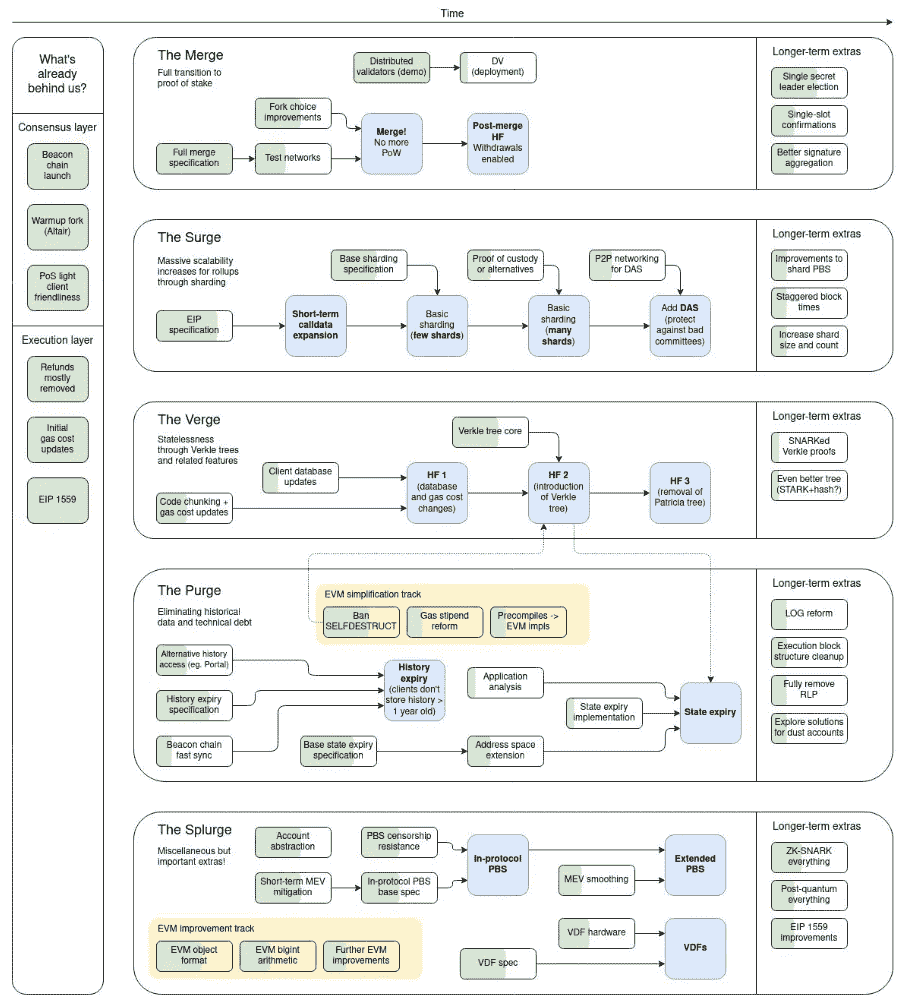 Time
What's
already
behind us?
Consensus layer
Beacon
chain
launch
Warmup fork
(Altair)
PoS light
client
friendliness
Execution layer
Refunds
mostly
removed
Initial
gas cost
updates
EIP 1559
The Merge
Full transition to
proof of stake
Distributed
validators (demo)
DV
(deployment)
Fork choice
improvements
Full merge
specification
Test networks
Merge!
No more
PoW
Post-merge
HF
Withdrawals
enabled
Longer-term extras
Single secret
leader election
Single-slot
confirmations
Better signature
aggregation
The Surge
Massive scalability
increases for rollups
through sharding
Base sharding
specification
Proof of custody
or alternatives
P2P networking
for DAS
EIP
specification
Short-term
calldata
expansion
Basic
sharding
(few shards)
Basic
sharding
(many
shards)
Add DAS
(protect
against bad
committees)
Longer-term extras
Improvements to
shard PBS
Staggered block
times
Increase shard
size and count
The Verge
Statelessness
through Verkle trees
and related features
Verkle tree core
Client database
updates
Code chunking +
gas cost updates
HF 1
(database
and gas cost
changes)
HF 2
(introduction
of Verkle
tree)
HF 3
(removal of
Patricia tree)
Longer-term extras
SNARKed
Verkle proofs
Even better tree
(STARK+hash?)
The Purge
Eliminating historical
data and technical debt
EVM simplification track
Ban
SELFDESTRUCT
Gas stipend
reform
Precompiles ->
EVM impls
Alternative history
access (eg. Portal)
History expiry
specification
Beacon chain
fast sync
History
expiry
(clients don't
store history >
1 year old)
Base state expiry
specification
Application
analysis
State expiry
implementation
Address space
extension
State expiry
Longer-term extras
LOG reform
Execution block
structure cleanup
Fully remove
RLP
Explore solutions
for dust accounts
The Splurge
Miscellaneous but
important extras!
Account
abstraction
PBS censorship
resistance
Short-term MEV
mitigation
In-protocol PBS
base spec
In-protocol
PBS
MEV smoothing
Extended
PBS
EVM improvement track
EVM object
format
EVM bigint
arithmetic
Further EVM
improvements
VDF hardware
VDF spec
VDFs
Longer-term extras
ZK-SNARK
everything
Post-quantum
everything
EIP 1559
improvements